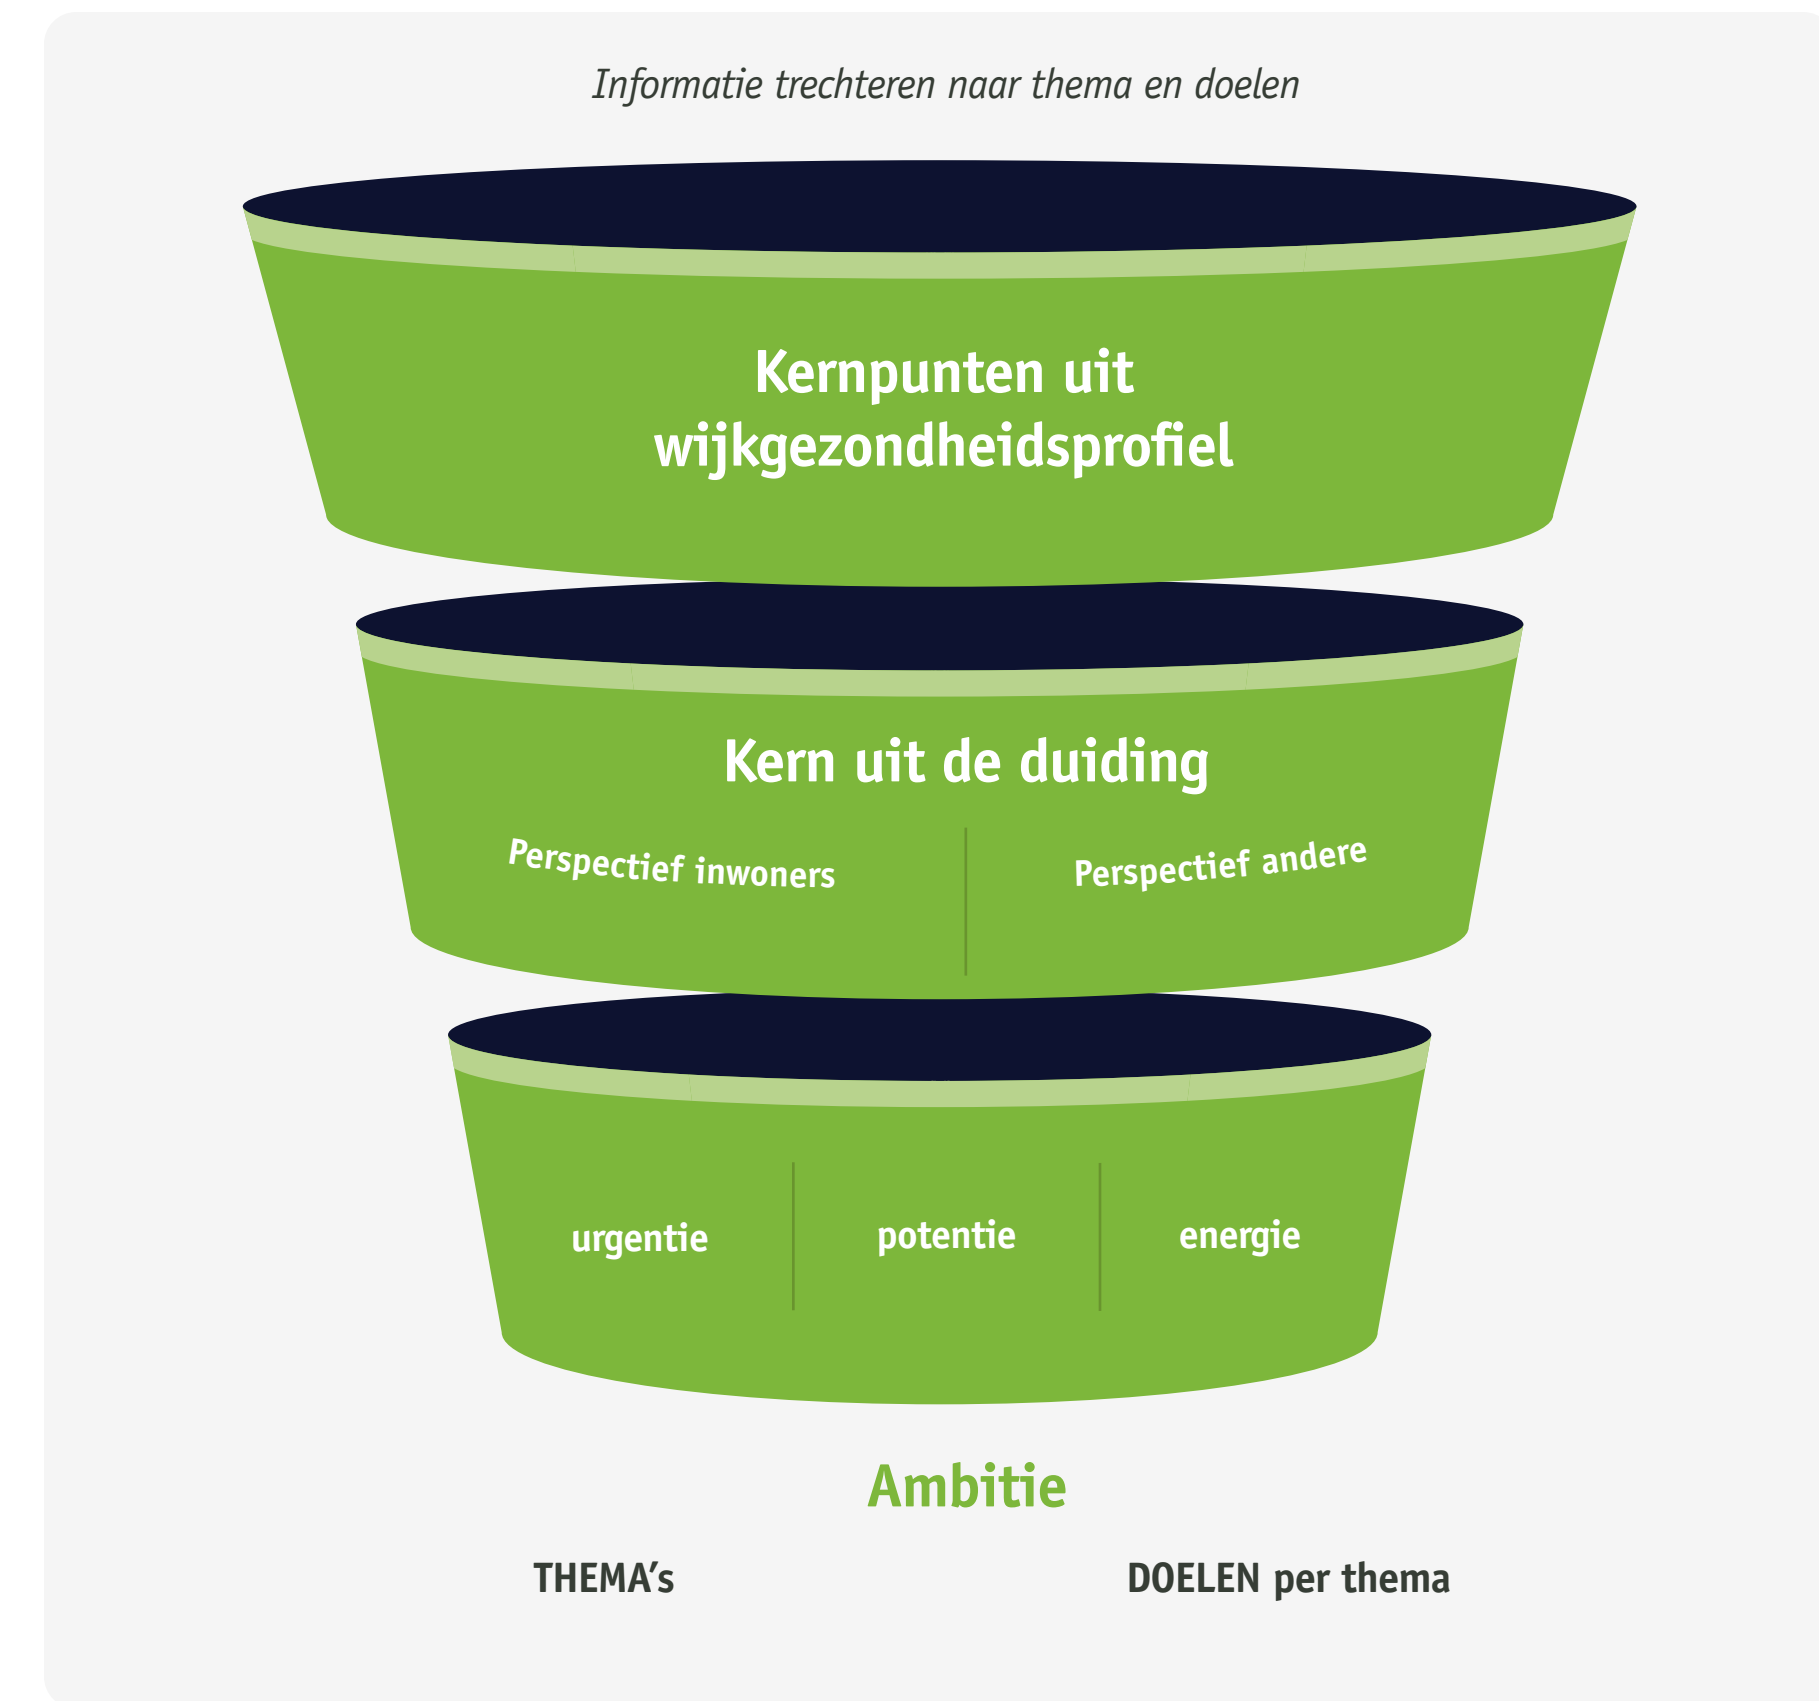 Informatie trechteren naar thema en doelen
Kernpunten uit
wijkgezondheidsprofiel
Kern uit de duiding
Perspectief inwoners
Perspectief andere
urgentie
potentie
energie
Ambitie
THEMA’s
DOELEN per thema